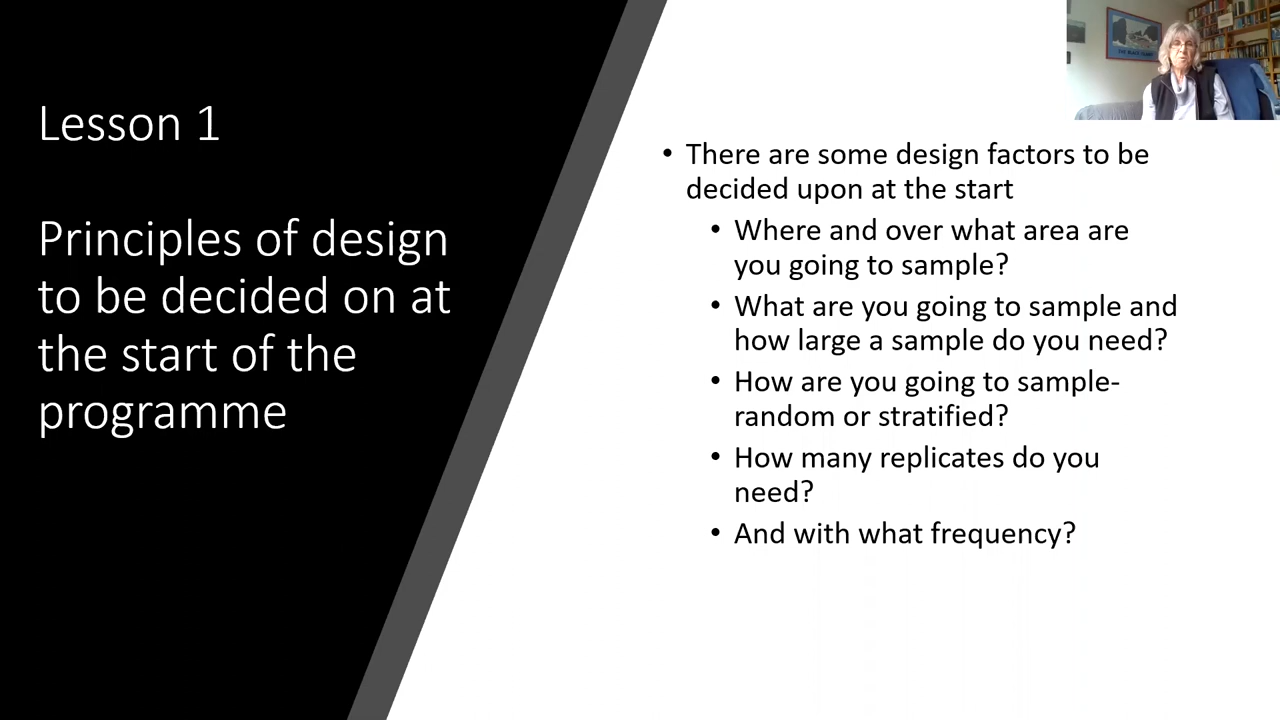 Lesson 1
Principles of design
to be decided on at
the start of the
programme
• There are some design factors to be
decided upon at the start
• Where and over what area are
you going to sample?
• What are you going to sample and
how large a sample do you need?
• How are you going to sample-
random or stratified?
• How many replicates do you
need?
• And with what frequency?